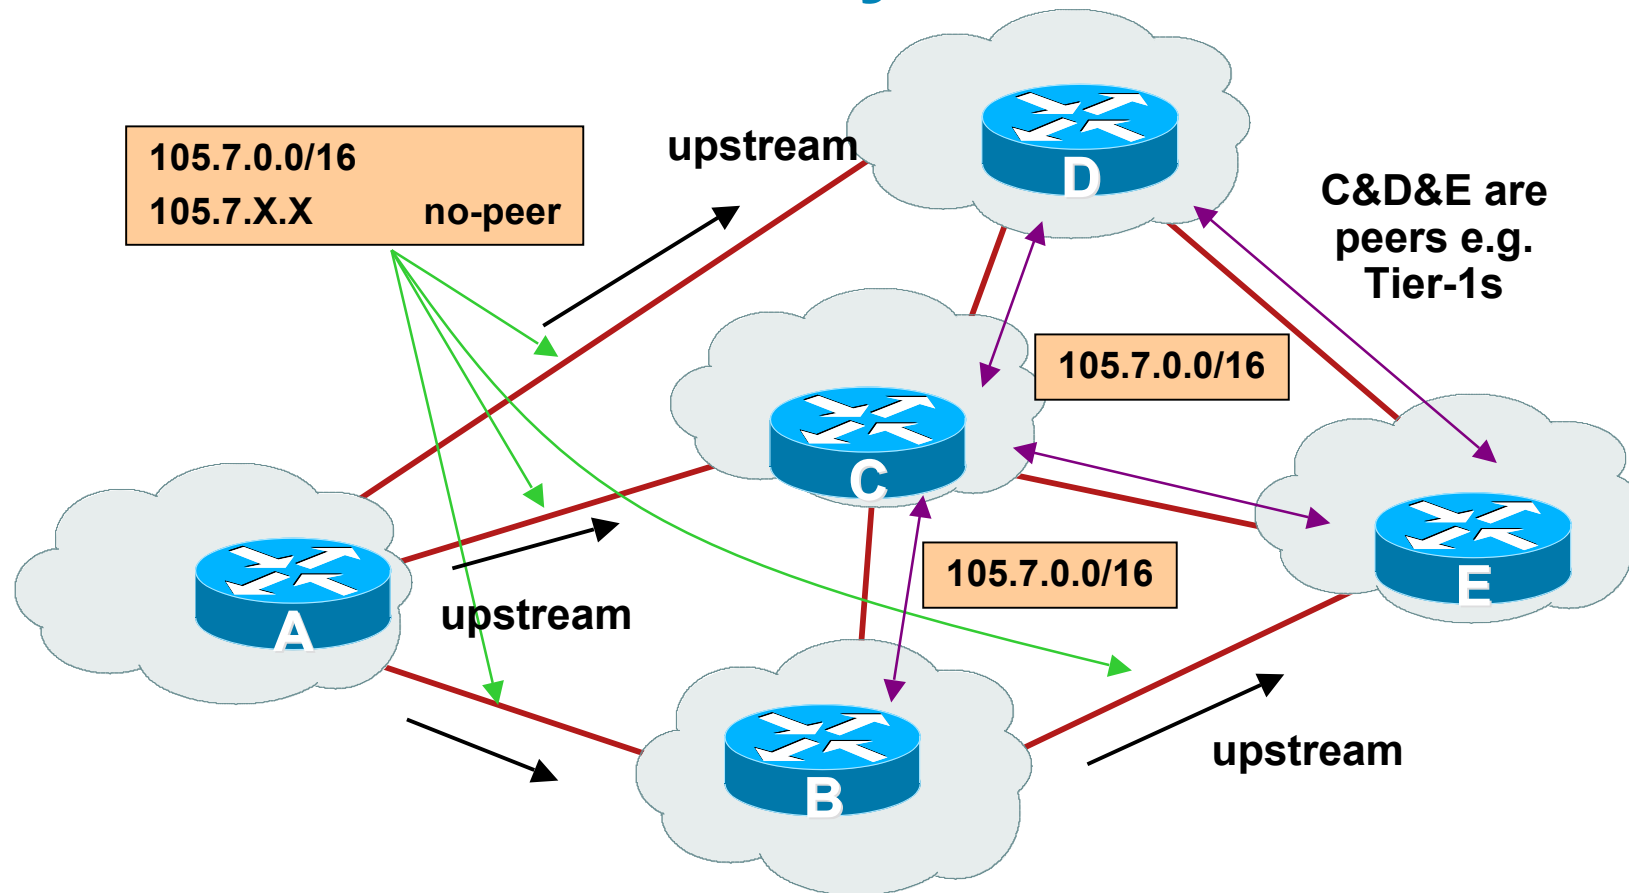 upstream
105.7.0.0/16
105.7.X.X no-peer
D
C&D&E are
peers e.g.
Tier-1s
105.7.0.0/16
C
105.7.0.0/16
E
A
upstream
B
upstream